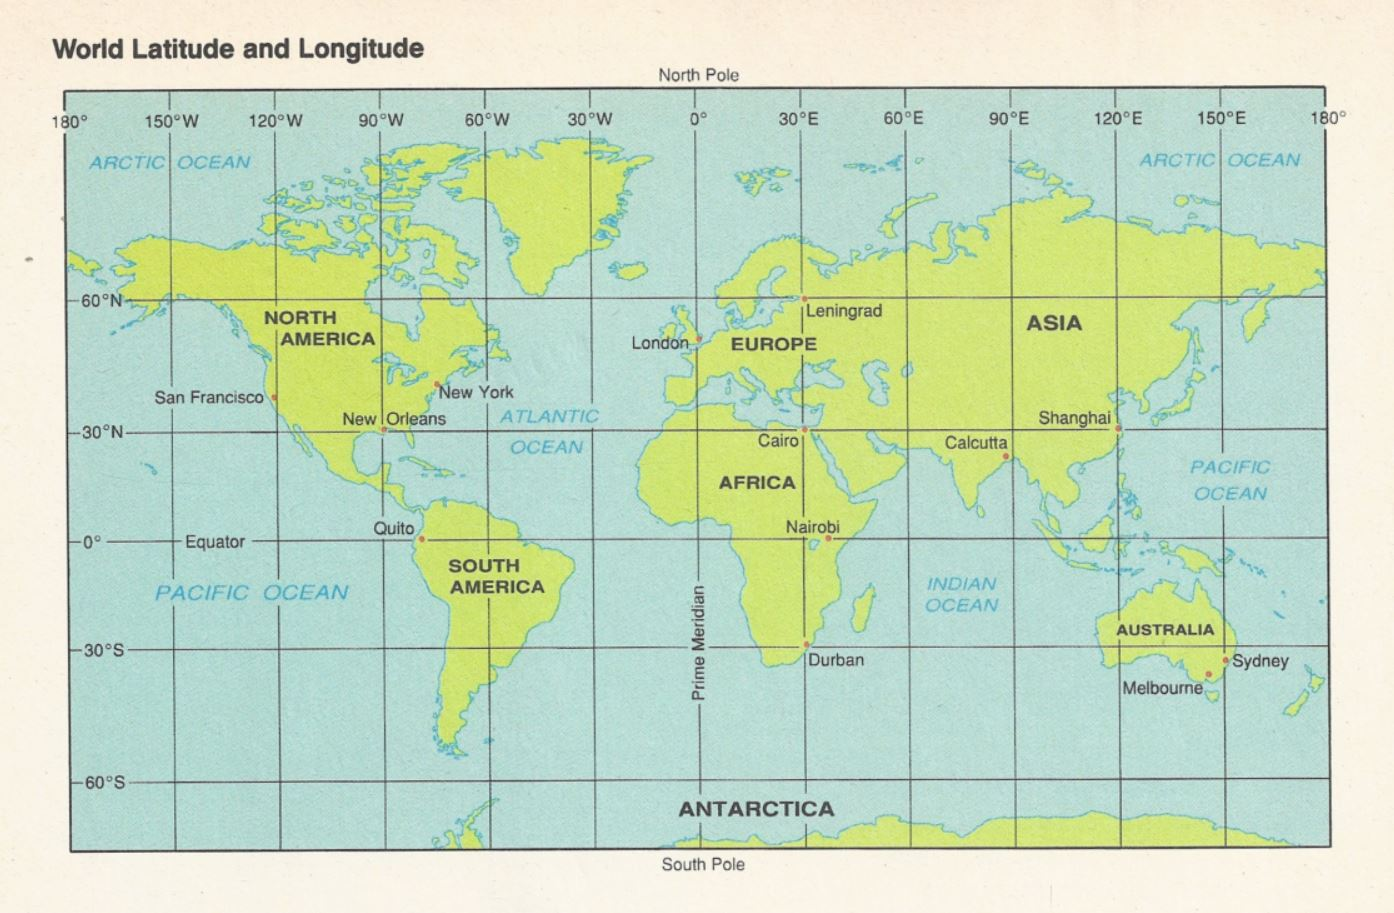 World Latitude and Longitude
North Pole
180° 150°W 120°W 90°W 60°W 30°W 0° 30°E 60°E 90°E 120°E 150°E 180°
ARCTIC OCEAN
ARCTIC OCEAN
60°N
NORTH
AMERICA
Leningrad
ASIA
London
EUROPE
San Francisco
New York
New Orleans
ATLANTIC
OCEAN
Shanghai
30°N
Cairo
Calcutta
PACIFIC
OCEAN
AFRICA
Quito
Nairobi
0°
Equator
SOUTH
AMERICA
PACIFIC OCEAN
INDIAN
OCEAN
Prime Meridian
AUSTRALIA
30°S
Durban
Sydney
Melbourne
60°S
ANTARCTICA
South Pole